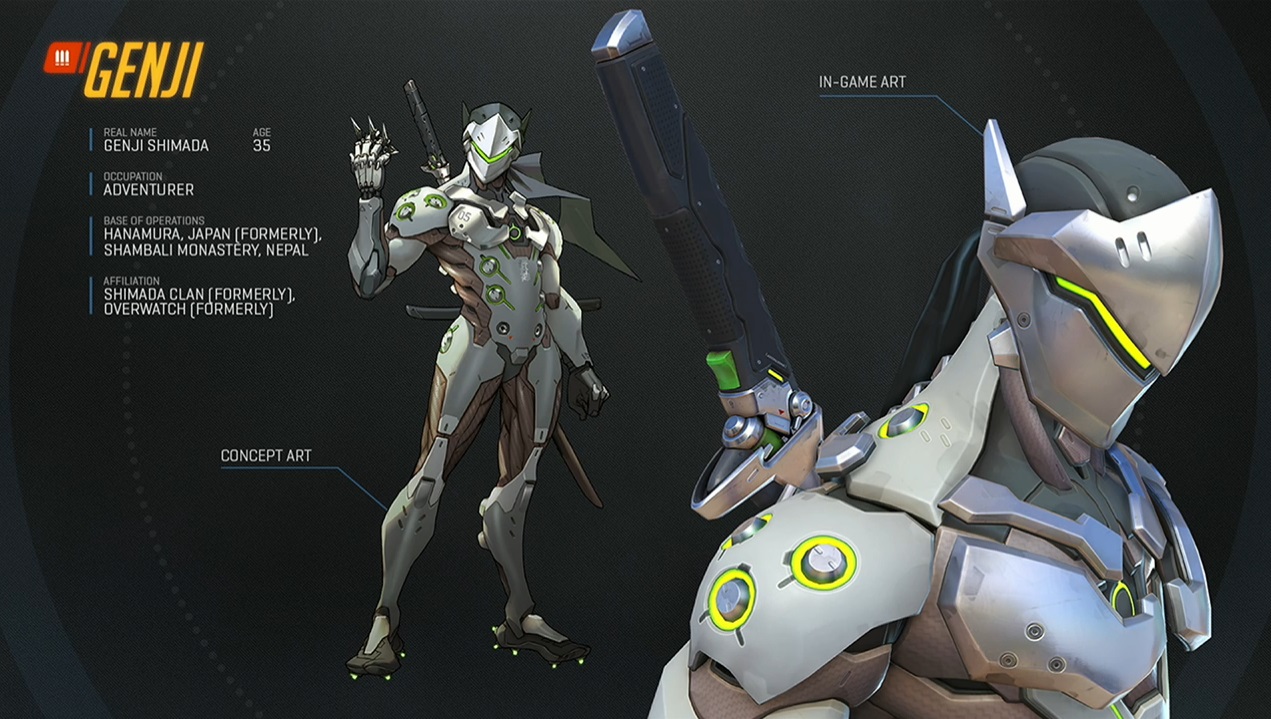 GENJI
REAL NAME AGE
GENJI SHIMADA 35
OCCUPATION
ADVENTURER
BASE OF OPERATIONS
HANAMURA, JAPAN (FORMERLY),
SHAMBALI MONASTERY, NEPAL
AFFILIATION
SHIMADA CLAN (FORMERLY),
OVERWATCH (FORMERLY)
CONCEPT ART
IN-GAME ART
05